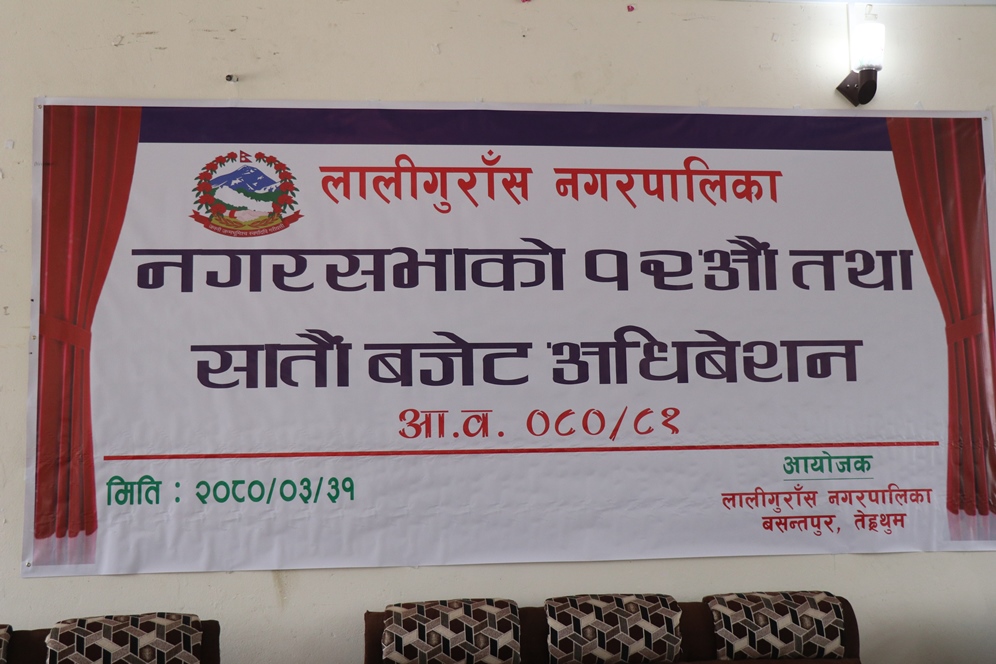 लालीगुराँस नगरपालिका
नगरसभाको १२औं तथा
सातौं बजेट अधिबेशन
आ.व. ०८०/८१
मिति : २०८०/०३/३१
आयोजक
लालीगुराँस नगरपालिका
बसन्तपुर, तेह्रथुम